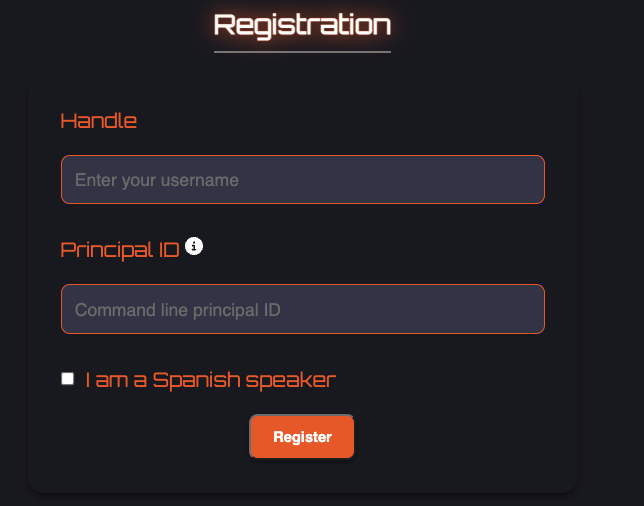 Registration
Handle
Enter your username
Principal ID
Command line principal ID
I am a Spanish speaker
Register